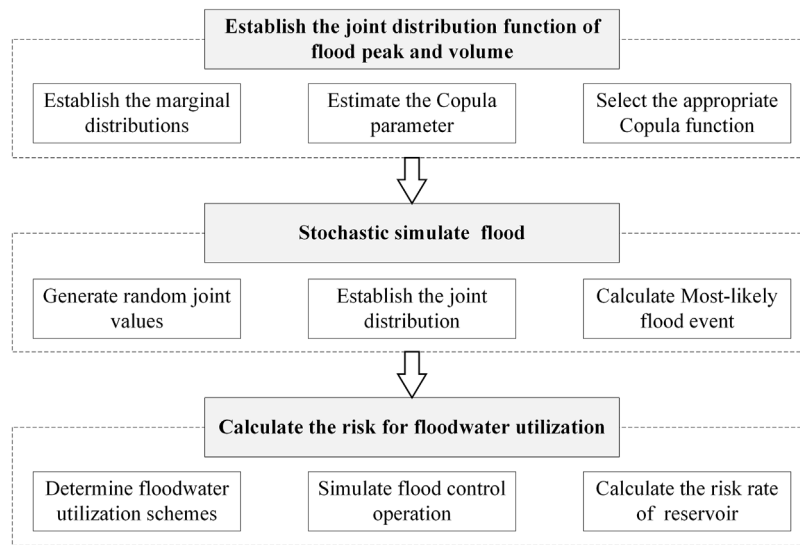 Establish the joint distribution function of
flood peak and volume
Establish the marginal
distributions
Estimate the Copula
parameter
Select the appropriate
Copula function
Stochastic simulate flood
Generate random joint
values
Establish the joint
distribution
Calculate Most-likely
flood event
Calculate the risk for floodwater utilization
Determine floodwater
utilization schemes
Simulate flood control
operation
Calculate the risk rate
of reservoir